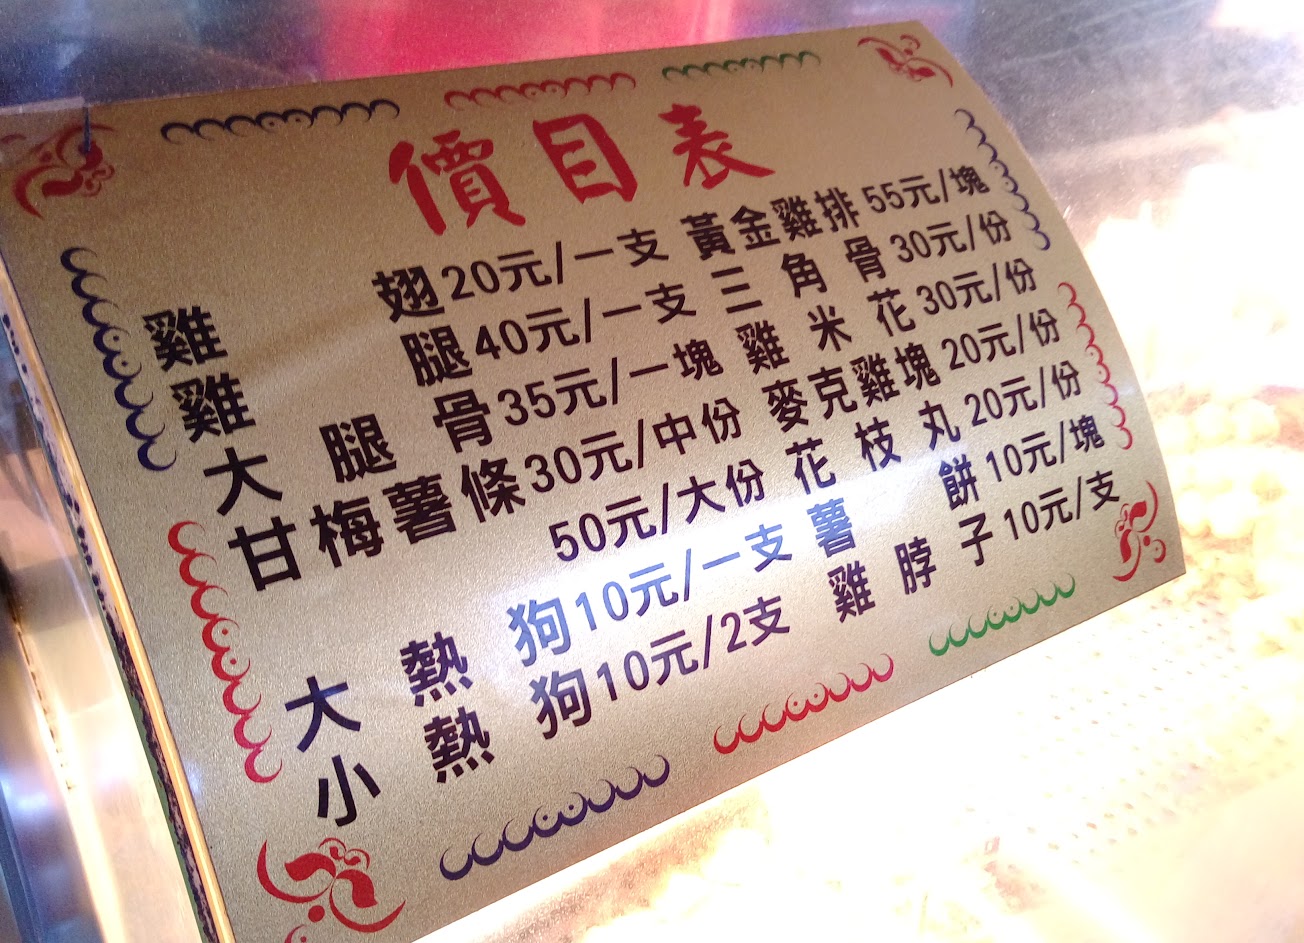 價目表
雞翅20元/一支 黃金雞排55元/塊
雞腿40元/一支 三角骨30元/份
大腿骨35元/一塊 雞米花30元/份
甘梅薯條30元/中份 麥克雞塊20元/份
50元/大份 花枝丸20元/份
大熱狗10元/一支 薯餅10元/塊
小熱狗10元/2支 雞脖子10元/支